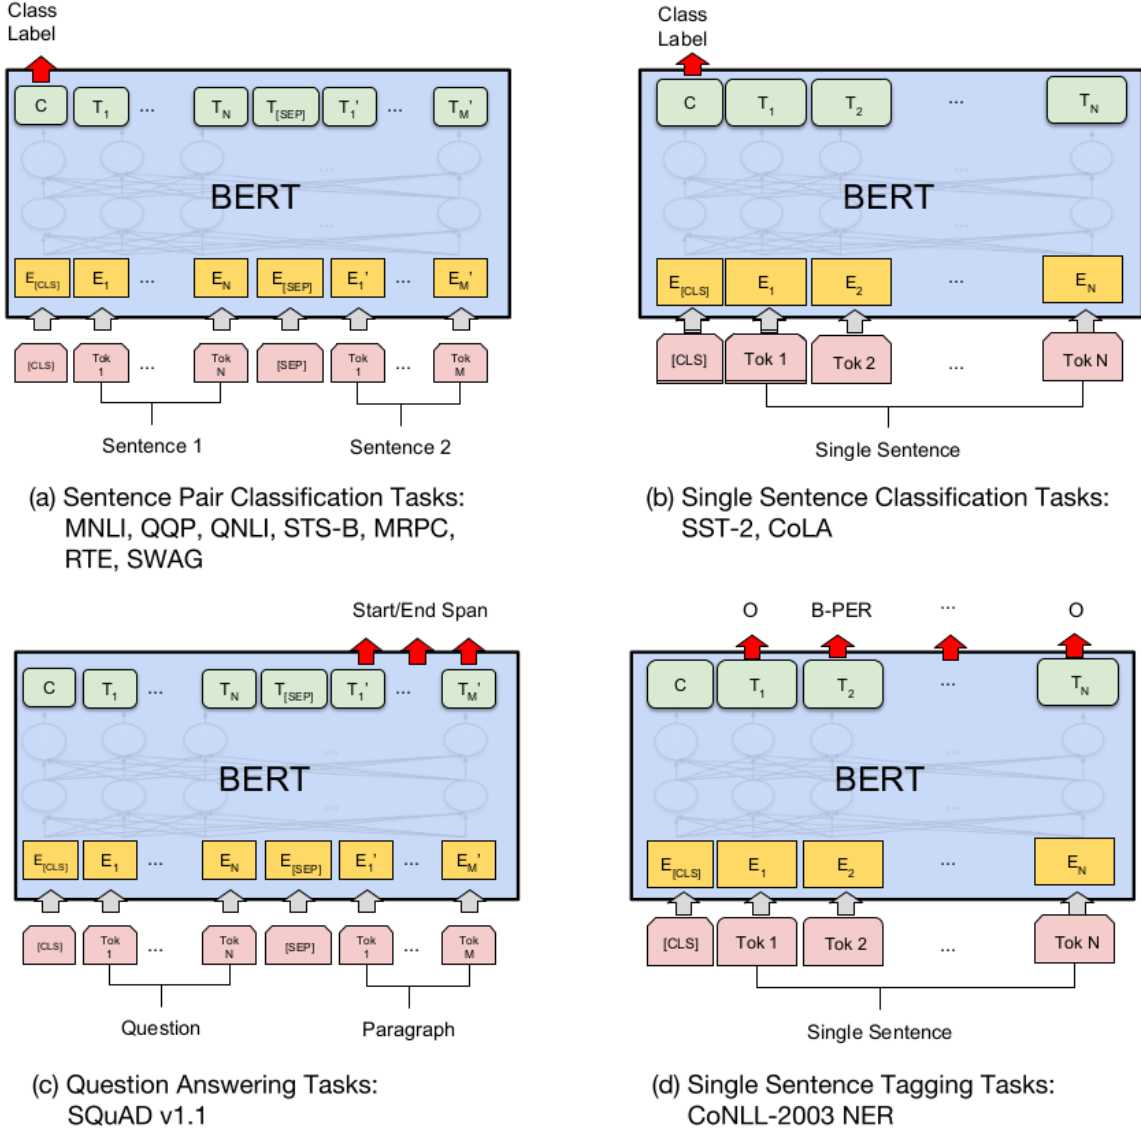 Class
Label
C T1 ... TN T[SEP] T1' ... TM'
...
BERT
...
E[CLS] E1 ... EN E[SEP] E1' ... EM'
[CLS] Tok 1 ... Tok N [SEP] Tok 1 ... Tok M
Sentence 1 Sentence 2
(a) Sentence Pair Classification Tasks:
MNLI, QQP, QNLI, STS-B, MRPC,
RTE, SWAG
Class
Label
C T1 T2 ... TN
...
BERT
...
E[CLS] E1 E2 ... EN
[CLS] Tok 1 Tok 2 ... Tok N
Single Sentence
(b) Single Sentence Classification Tasks:
SST-2, CoLA
Start/End Span
C T1 ... TN T[SEP] T1' ... TM'
...
BERT
...
E[CLS] E1 ... EN E[SEP] E1' ... EM'
[CLS] Tok 1 ... Tok N [SEP] Tok 1 ... Tok M
Question Paragraph
(c) Question Answering Tasks:
SQuAD v1.1
O B-PER ... O
C T1 T2 ... TN
...
BERT
...
E[CLS] E1 E2 ... EN
[CLS] Tok 1 Tok 2 ... Tok N
Single Sentence
(d) Single Sentence Tagging Tasks:
CoNLL-2003 NER